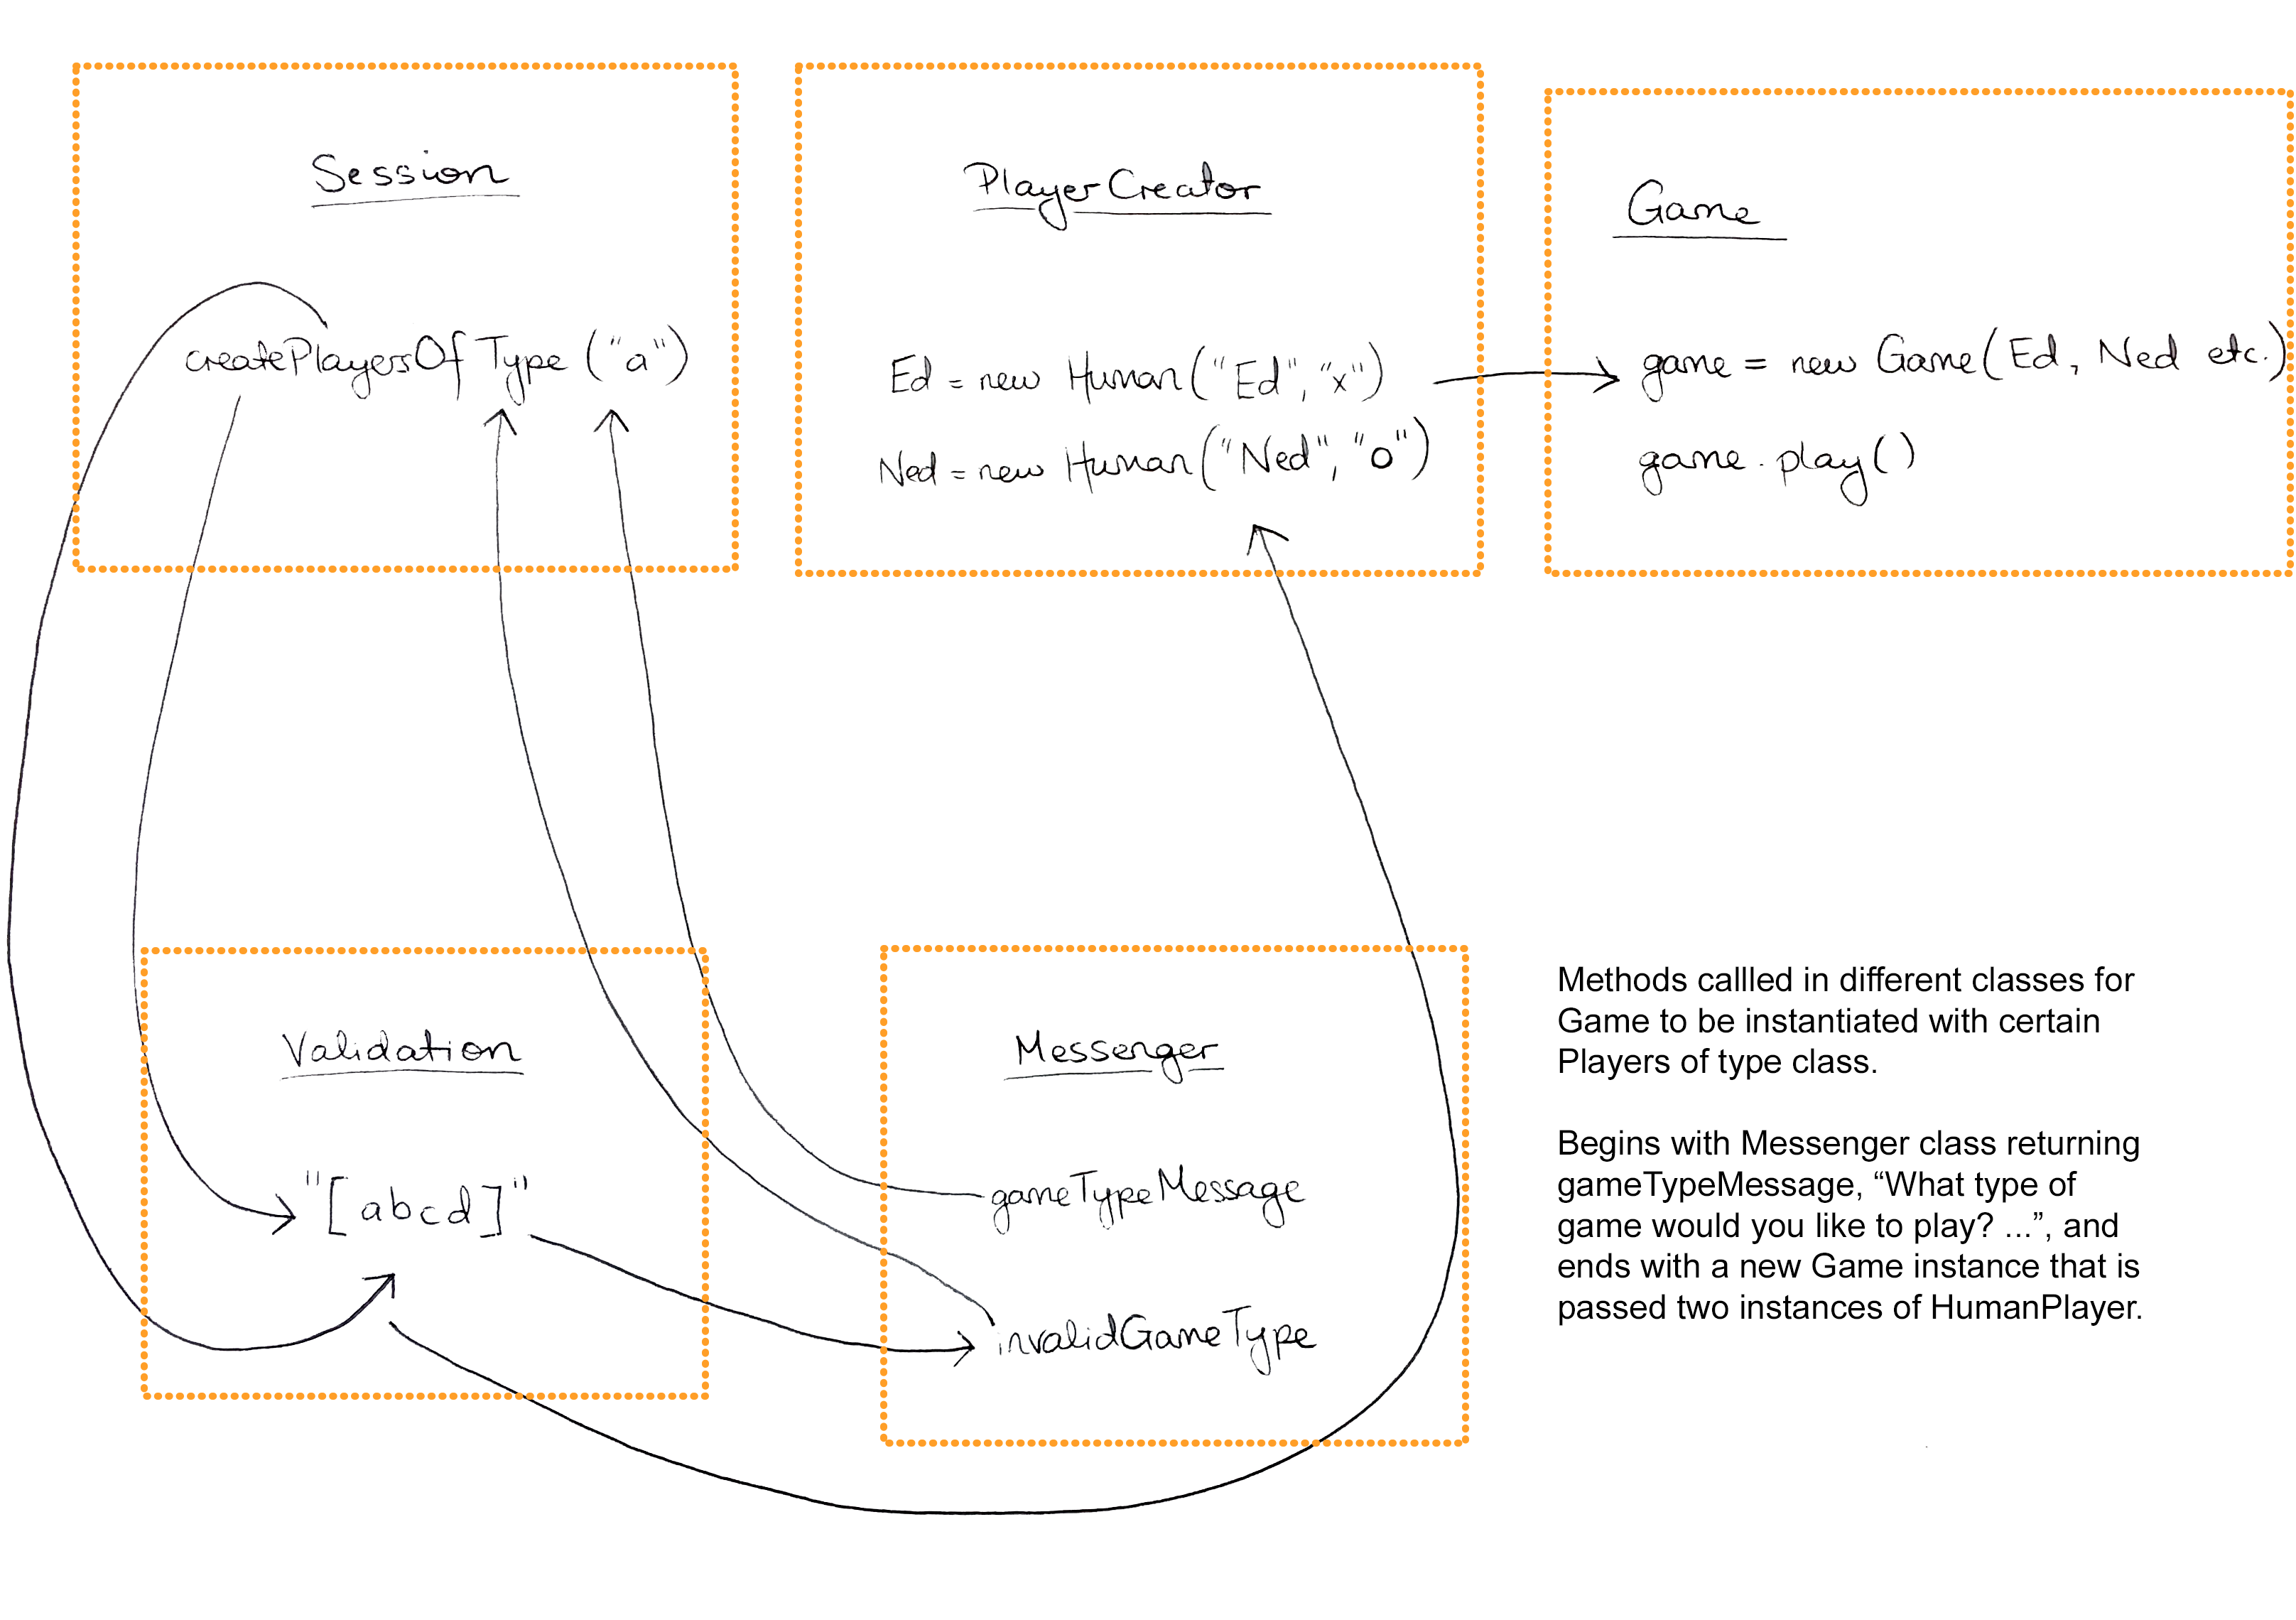 Session
createPlayersOfType ("a")
PlayerCreator
Ed = new Human("Ed","x")
Ned = new Human("Ned","o")
Game
game = new Game(Ed, Ned etc.)
game.play()
Validation
"[abcd]"
Messenger
gameTypeMessage
invalidGameType
Methods callled in different classes for
Game to be instantiated with certain
Players of type class.
Begins with Messenger class returning
gameTypeMessage, “What type of
game would you like to play? ...”, and
ends with a new Game instance that is
passed two instances of HumanPlayer.